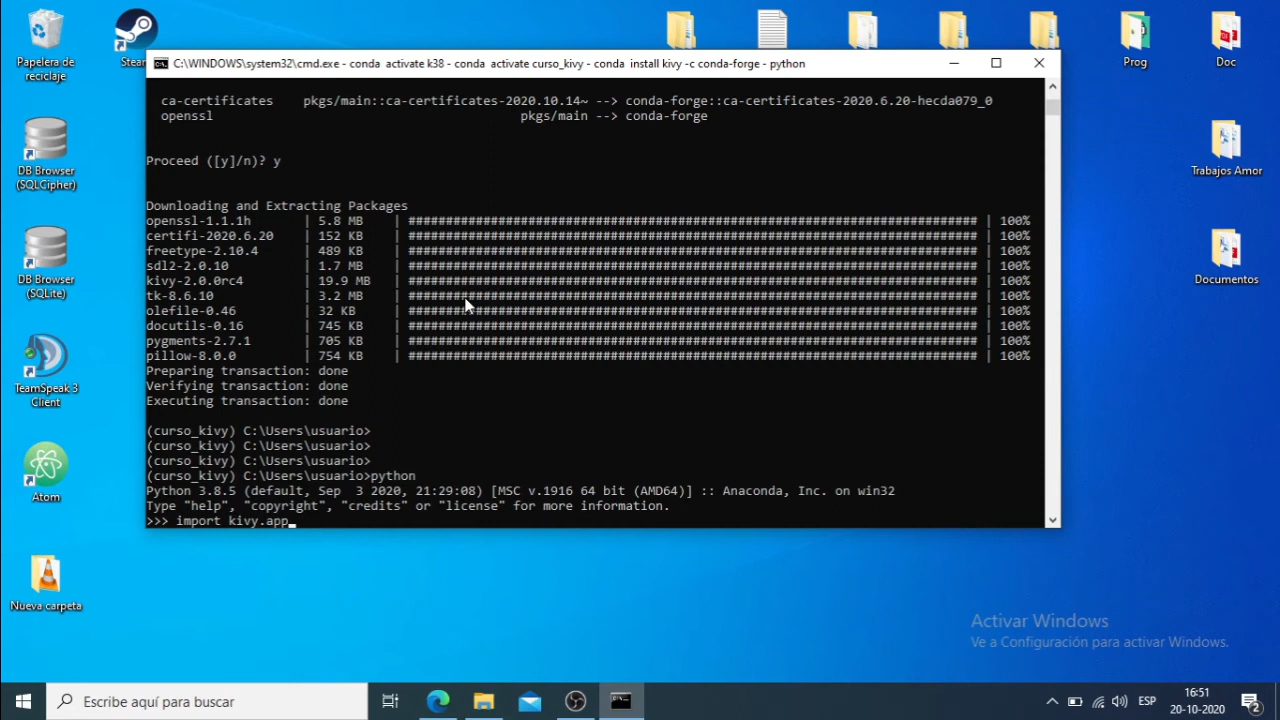 Papelera de
reciclaje
Prog
Doc
C:\WINDOWS\system32\cmd.exe - conda activate k38 - conda activate curso_kivy - conda install kivy -c conda-forge - python
ca-certificates pkgs/main::ca-certificates-2020.10.14~ --> conda-forge::ca-certificates-2020.6.20-hecda079_0
openssl pkgs/main --> conda-forge
Proceed ([y]/n)? y
Downloading and Extracting Packages
openssl-1.1.1h | 5.8 MB | ############################################################################ | 100%
certifi-2020.6.20 | 152 KB | ############################################################################ | 100%
freetype-2.10.4 | 489 KB | ############################################################################ | 100%
sdl2-2.0.10 | 1.7 MB | ############################################################################ | 100%
kivy-2.0.0rc4 | 19.9 MB | ############################################################################ | 100%
tk-8.6.10 | 3.2 MB | ############################################################################ | 100%
olefile-0.46 | 32 KB | ############################################################################ | 100%
docutils-0.16 | 745 KB | ############################################################################ | 100%
pygments-2.7.1 | 705 KB | ############################################################################ | 100%
pillow-8.0.0 | 754 KB | ############################################################################ | 100%
Preparing transaction: done
Verifying transaction: done
Executing transaction: done
(curso_kivy) C:\Users\usuario>
(curso_kivy) C:\Users\usuario>
(curso_kivy) C:\Users\usuario>
(curso_kivy) C:\Users\usuario>python
Python 3.8.5 (default, Sep 3 2020, 21:29:08) [MSC v.1916 64 bit (AMD64)] :: Anaconda, Inc. on win32
Type "help", "copyright", "credits" or "license" for more information.
>>> import kivy.app_
DB Browser
(SQLCipher)
Trabajos Amor
DB Browser
(SQLite)
Documentos
TeamSpeak 3
Client
Atom
Nueva carpeta
Activar Windows
Ve a Configuración para activar Windows.
Escribe aquí para buscar
ESP
16:51
20-10-2020
2